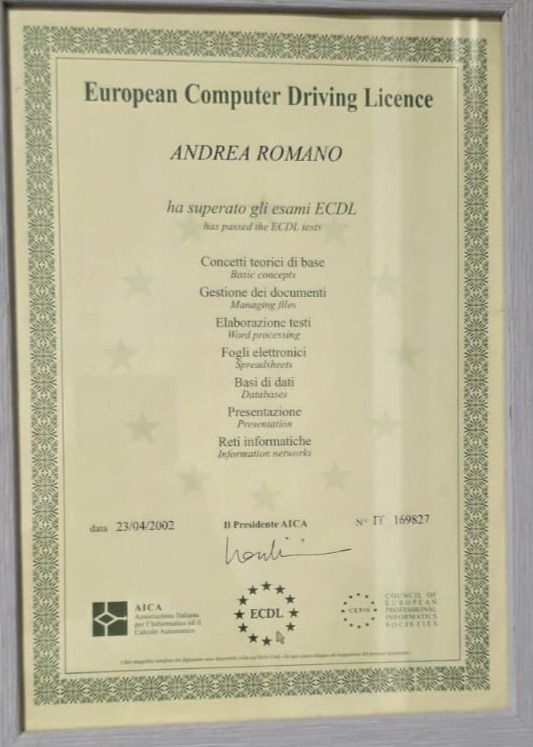 European Computer Driving Licence
ANDREA ROMANO
ha superato gli esami ECDL
has passed the ECDL tests
Concetti teorici di base
Basic concepts
Gestione dei documenti
Managing files
Elaborazione testi
Word processing
Fogli elettronici
Spreadsheets
Basi di dati
Databases
Presentazione
Presentation
Reti informatiche
Information networks
data 23/04/2002
Il Presidente AICA
N° IT 169827
AICA
Associazione Italiana
per l'Informatica ed il
Calcolo Automatico
ECDL
CEPIS
COUNCIL OF
EUROPEAN
PROFESSIONAL
INFORMATICS
SOCIETIES